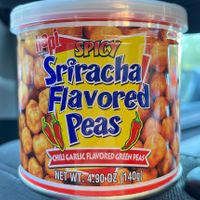 SPICY
Sriracha
Flavored
Peas
CHILI GARLIC FLAVORED GREEN PEAS
NET WT. 4.90 OZ (140g)